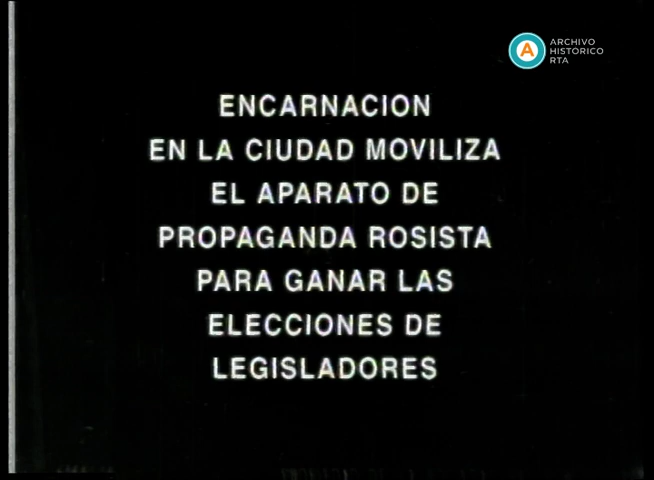 A
ARCHIVO
HISTORICO
RTA
ENCARNACION
EN LA CIUDAD MOVILIZA
EL APARATO DE
PROPAGANDA ROSISTA
PARA GANAR LAS
ELECCIONES DE
LEGISLADORES